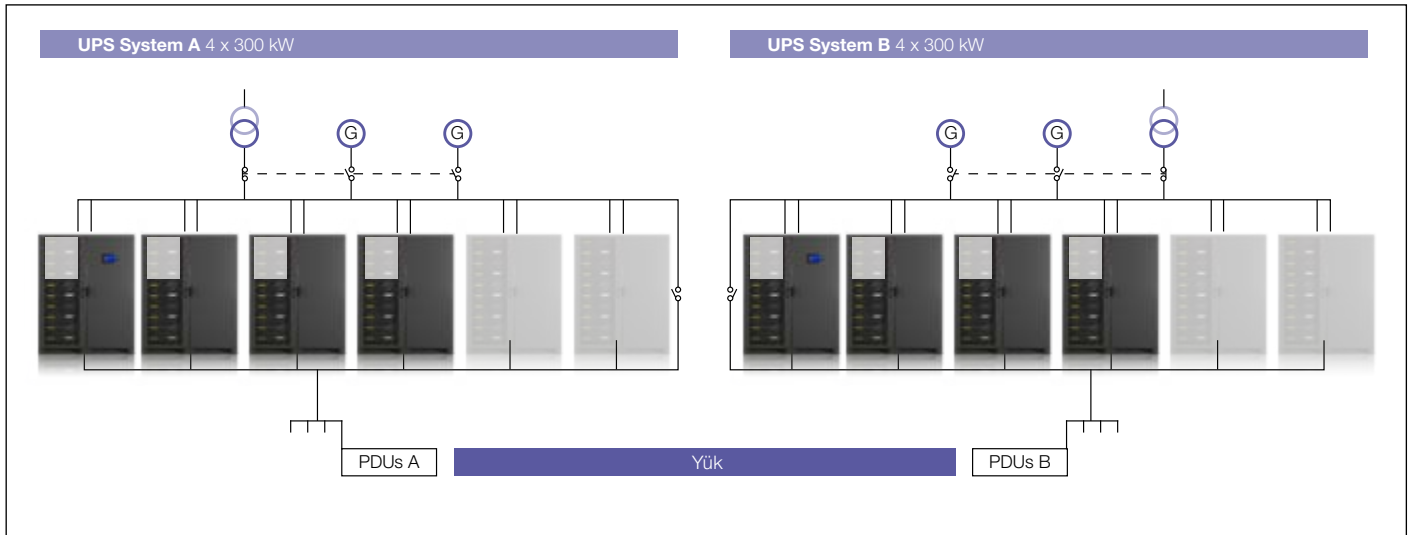 UPS System A 4 x 300 kW
UPS System B 4 x 300 kW
G
G
G
G
PDUs A
Yük
PDUs B